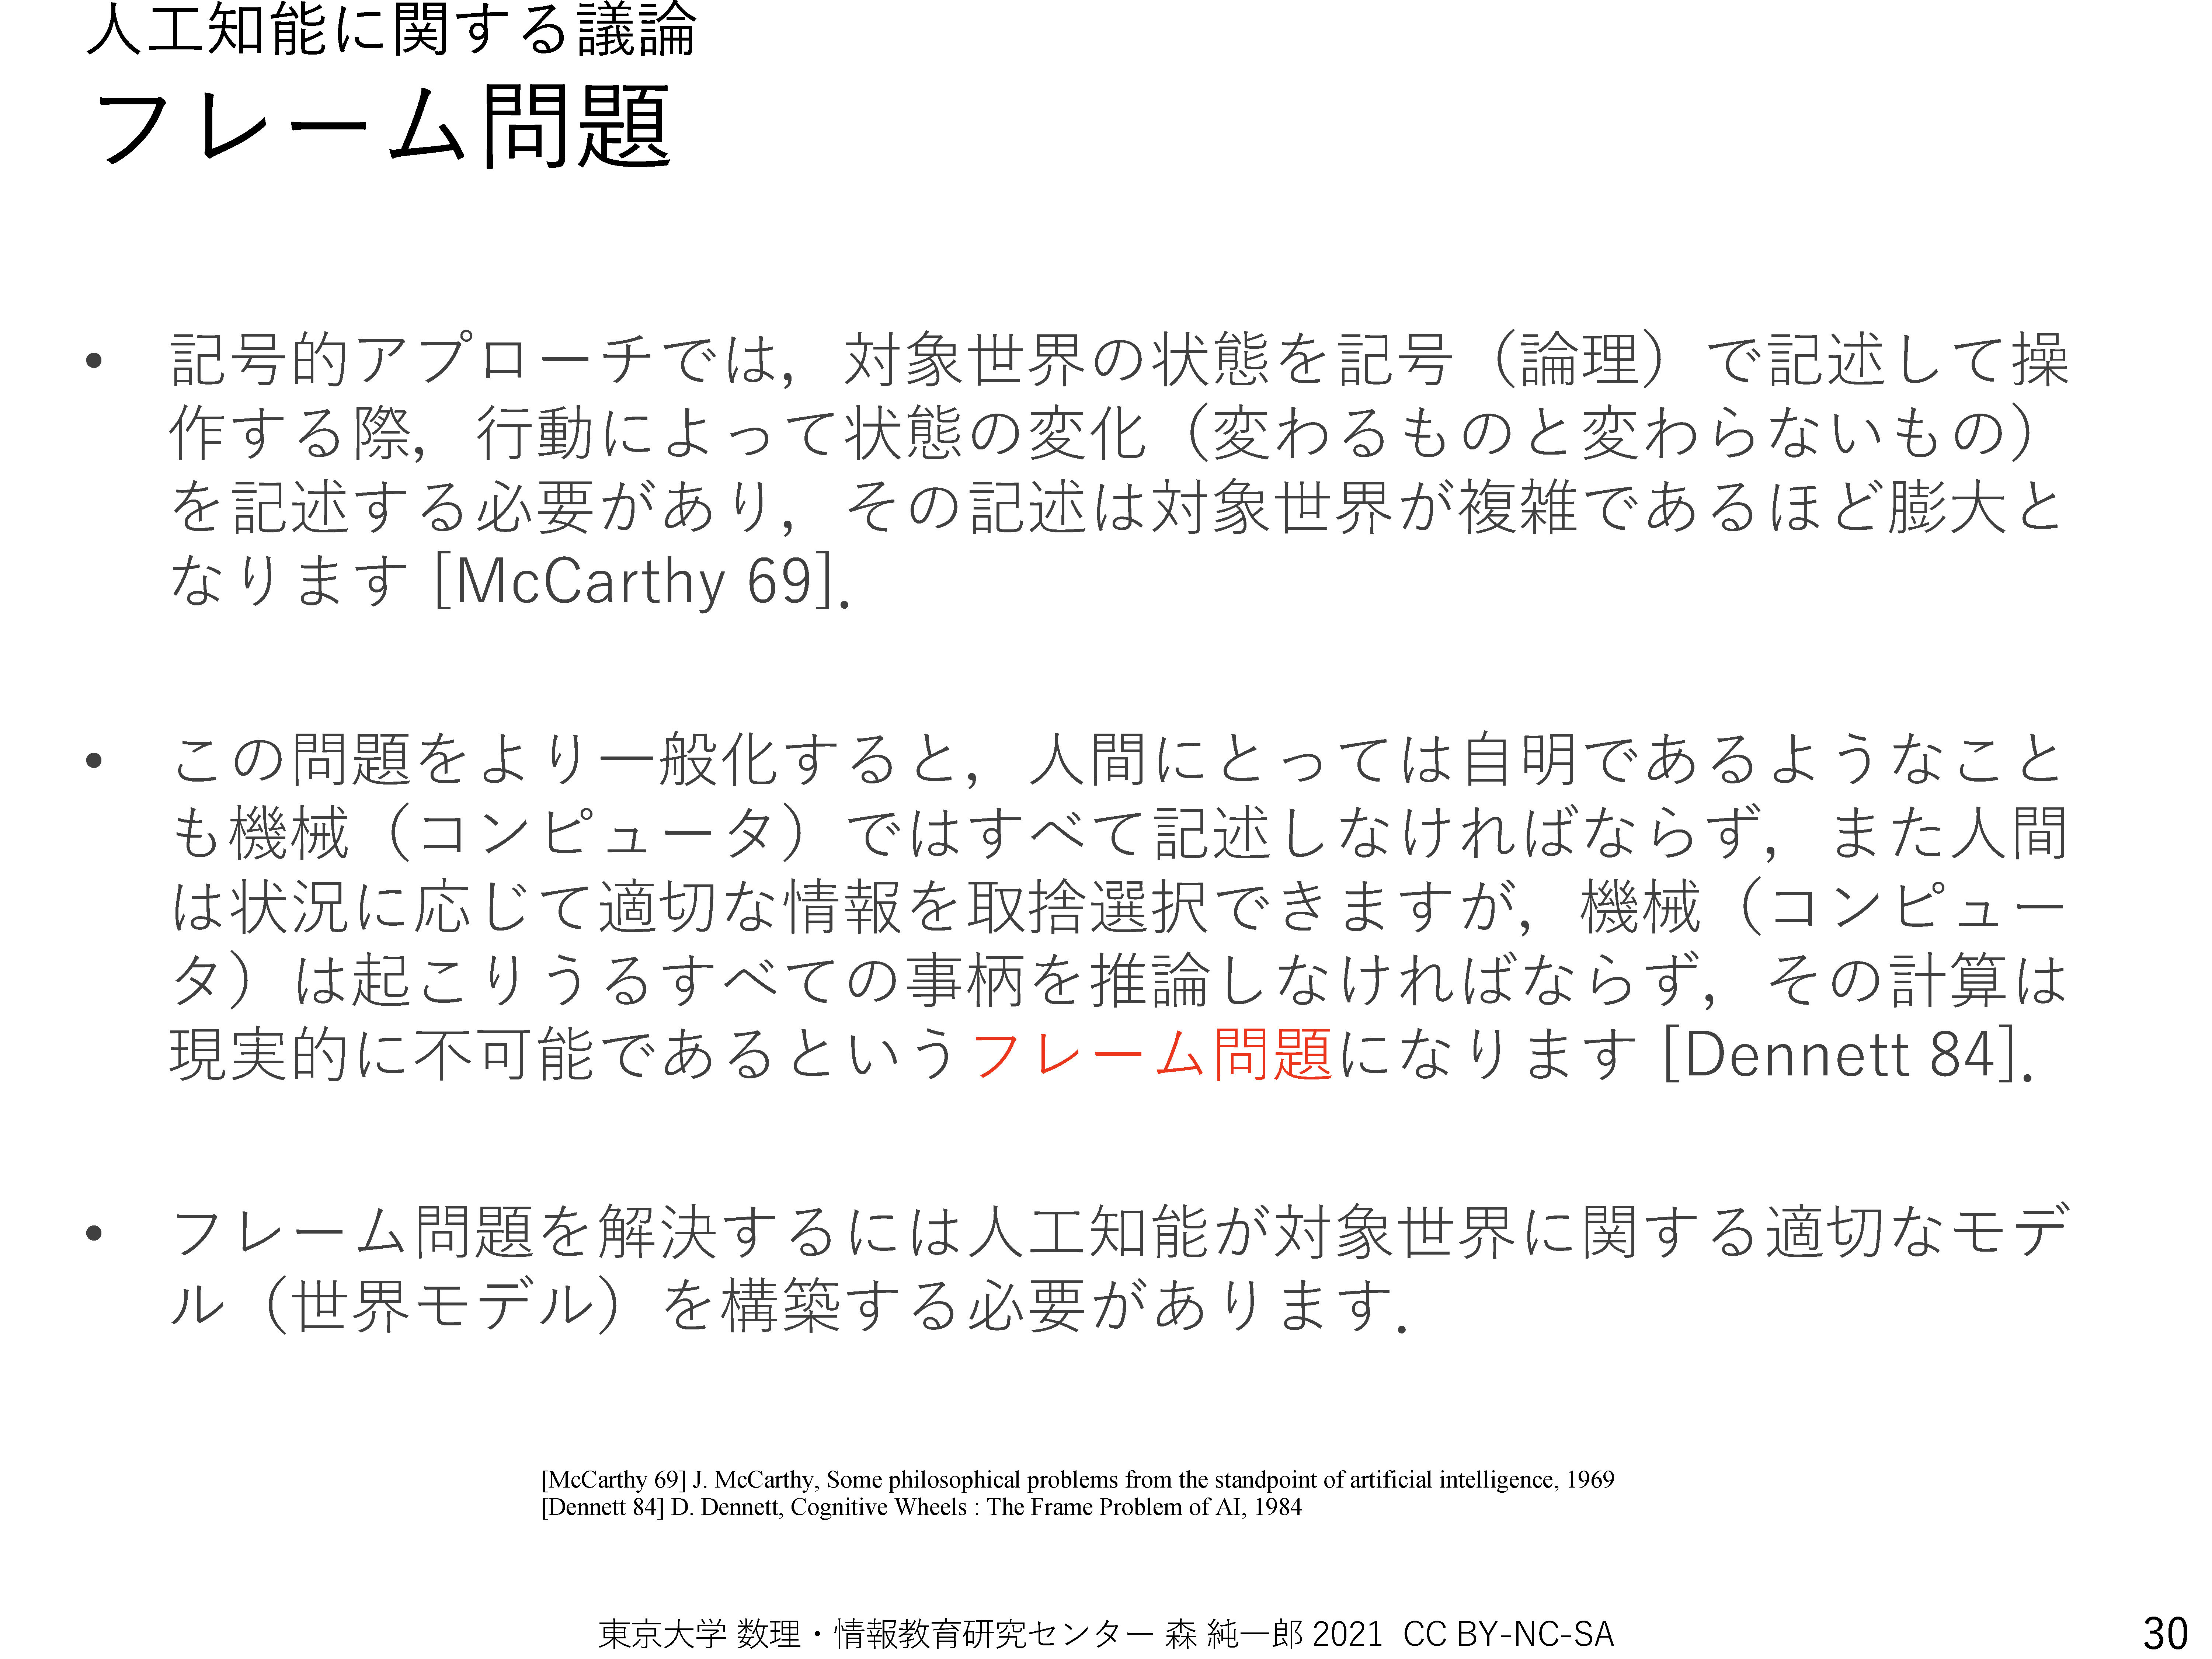 人工知能に関する議論
フレーム問題
• 記号的アプローチでは，対象世界の状態を記号（論理）で記述して操
作する際，行動によって状態の変化（変わるものと変わらないもの）
を記述する必要があり，その記述は対象世界が複雑であるほど膨大と
なります [McCarthy 69]．
• この問題をより一般化すると，人間にとっては自明であるようなこと
も機械（コンピュータ）ではすべて記述しなければならず，また人間
は状況に応じて適切な情報を取捨選択できますが，機械（コンピュー
タ）は起こりうるすべての事柄を推論しなければならず，その計算は
現実的に不可能であるというフレーム問題になります [Dennett 84]．
• フレーム問題を解決するには人工知能が対象世界に関する適切なモデ
ル（世界モデル）を構築する必要があります．
[McCarthy 69] J. McCarthy, Some philosophical problems from the standpoint of artificial intelligence, 1969
[Dennett 84] D. Dennett, Cognitive Wheels : The Frame Problem of AI, 1984
東京大学 数理・情報教育研究センター 森 純一郎 2021 CC BY-NC-SA
30